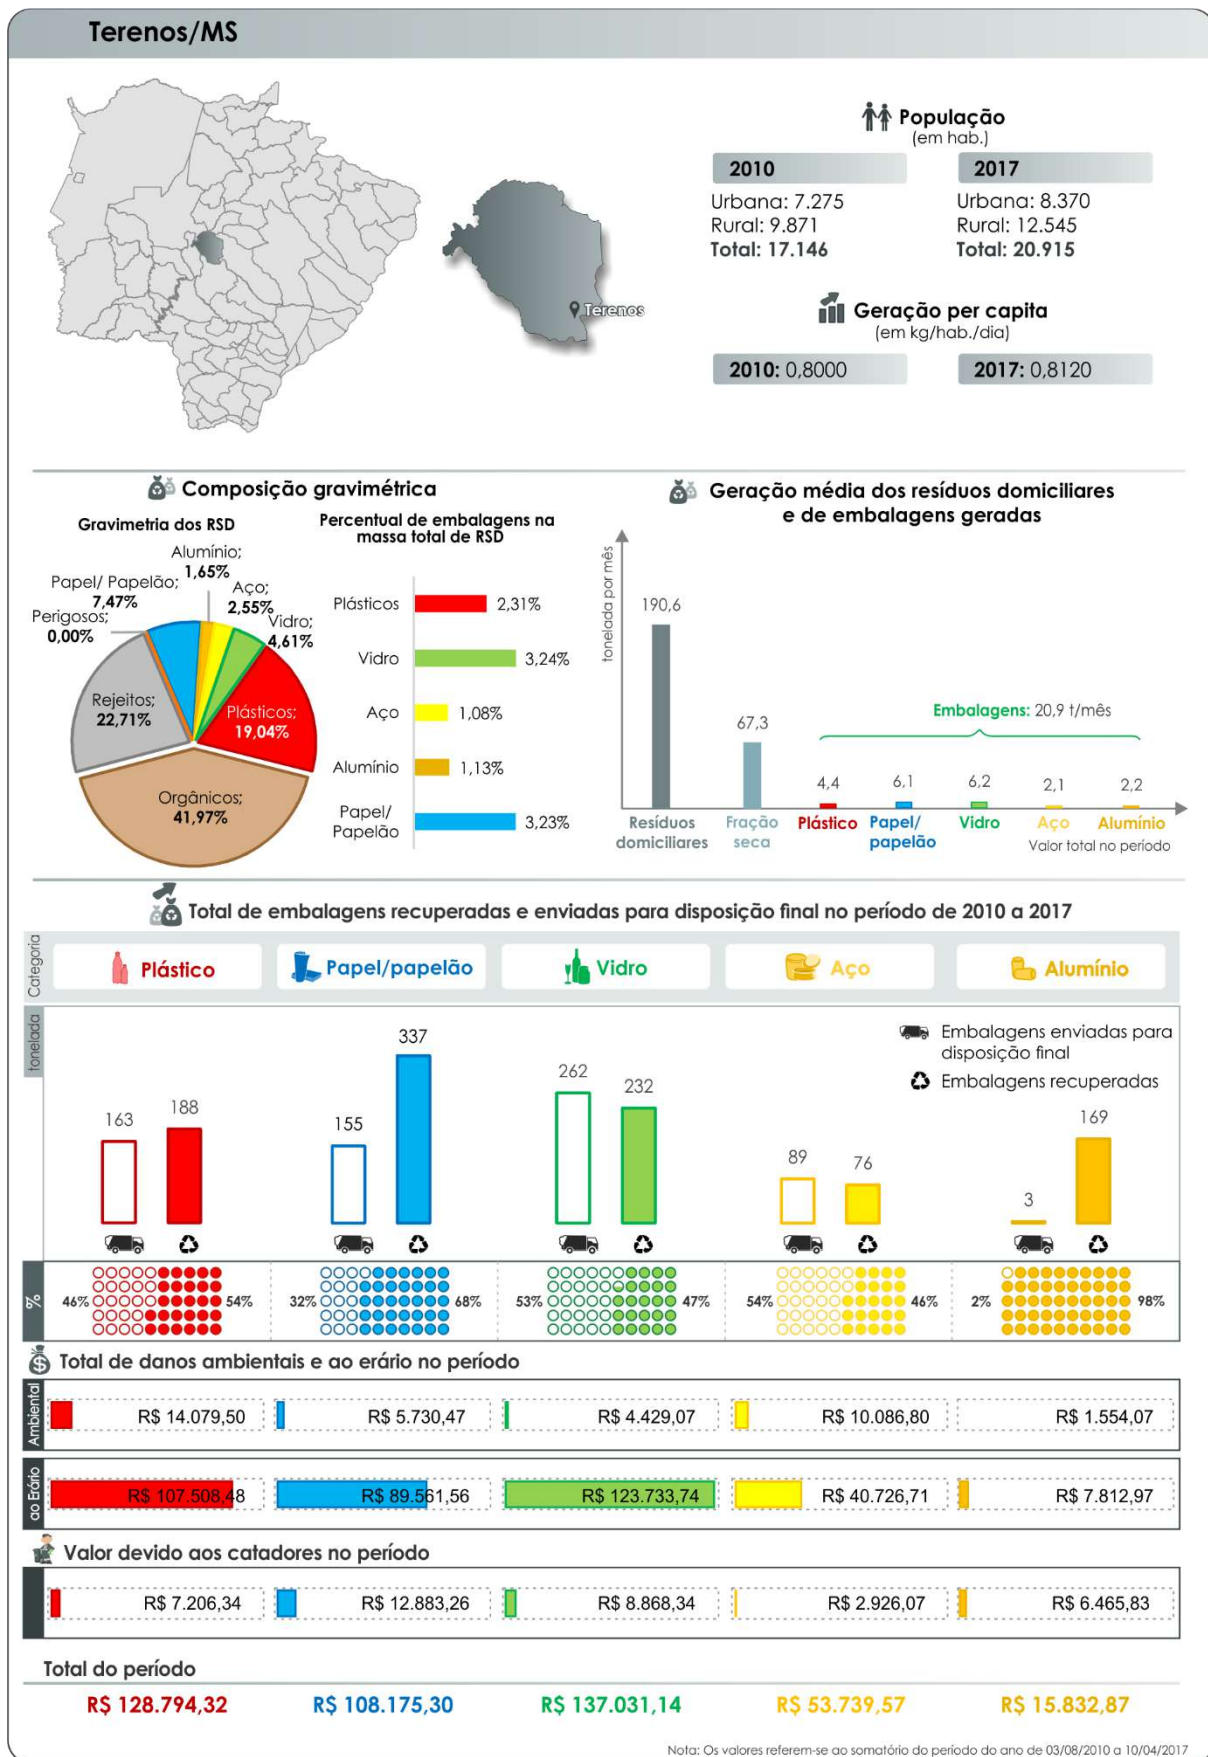 Terenos/MS
População
(em hab.)
2010
2017
Urbana: 7.275
Rural: 9.871
Total: 17.146
Urbana: 8.370
Rural: 12.545
Total: 20.915
Terenos
Geração per capita
(em kg/hab./dia)
2010: 0,8000
2017: 0,8120
Composição gravimétrica
Gravimetria dos RSD
Alumínio;
1,65%
Papel/ Papelão;
7,47%
Aço;
2,55%
Perigosos;
0,00%
Vidro;
4,61%
Rejeitos;
22,71%
Plásticos;
19,04%
Orgânicos;
41,97%
Percentual de embalagens na
massa total de RSD
Plásticos
2,31%
Vidro
3,24%
Aço
1,08%
Alumínio
1,13%
Papel/
Papelão
3,23%
Geração média dos resíduos domiciliares
e de embalagens geradas
tonelada por mês
190,6
67,3
Embalagens: 20,9 t/mês
4,4
6,1
6,2
2,1
2,2
Resíduos
domiciliares
Fração
seca
Plástico
Papel/
papelão
Vidro
Aço
Alumínio
Valor total no período
Total de embalagens recuperadas e enviadas para disposição final no período de 2010 a 2017
Categoria
Plástico
Papel/papelão
Vidro
Aço
Alumínio
tonelada
Embalagens enviadas para
disposição final
Embalagens recuperadas
163
188
155
337
262
232
89
76
3
169
%
46%
54%
32%
68%
53%
47%
54%
46%
2%
98%
Total de danos ambientais e ao erário no período
Ambiental
R$ 14.079,50
R$ 5.730,47
R$ 4.429,07
R$ 10.086,80
R$ 1.554,07
ao Erário
R$ 107.508,48
R$ 89.561,56
R$ 123.733,74
R$ 40.726,71
R$ 7.812,97
Valor devido aos catadores no período
R$ 7.206,34
R$ 12.883,26
R$ 8.868,34
R$ 2.926,07
R$ 6.465,83
Total do período
R$ 128.794,32
R$ 108.175,30
R$ 137.031,14
R$ 53.739,57
R$ 15.832,87
Nota: Os valores referem-se ao somatório do período do ano de 03/08/2010 a 10/04/2017